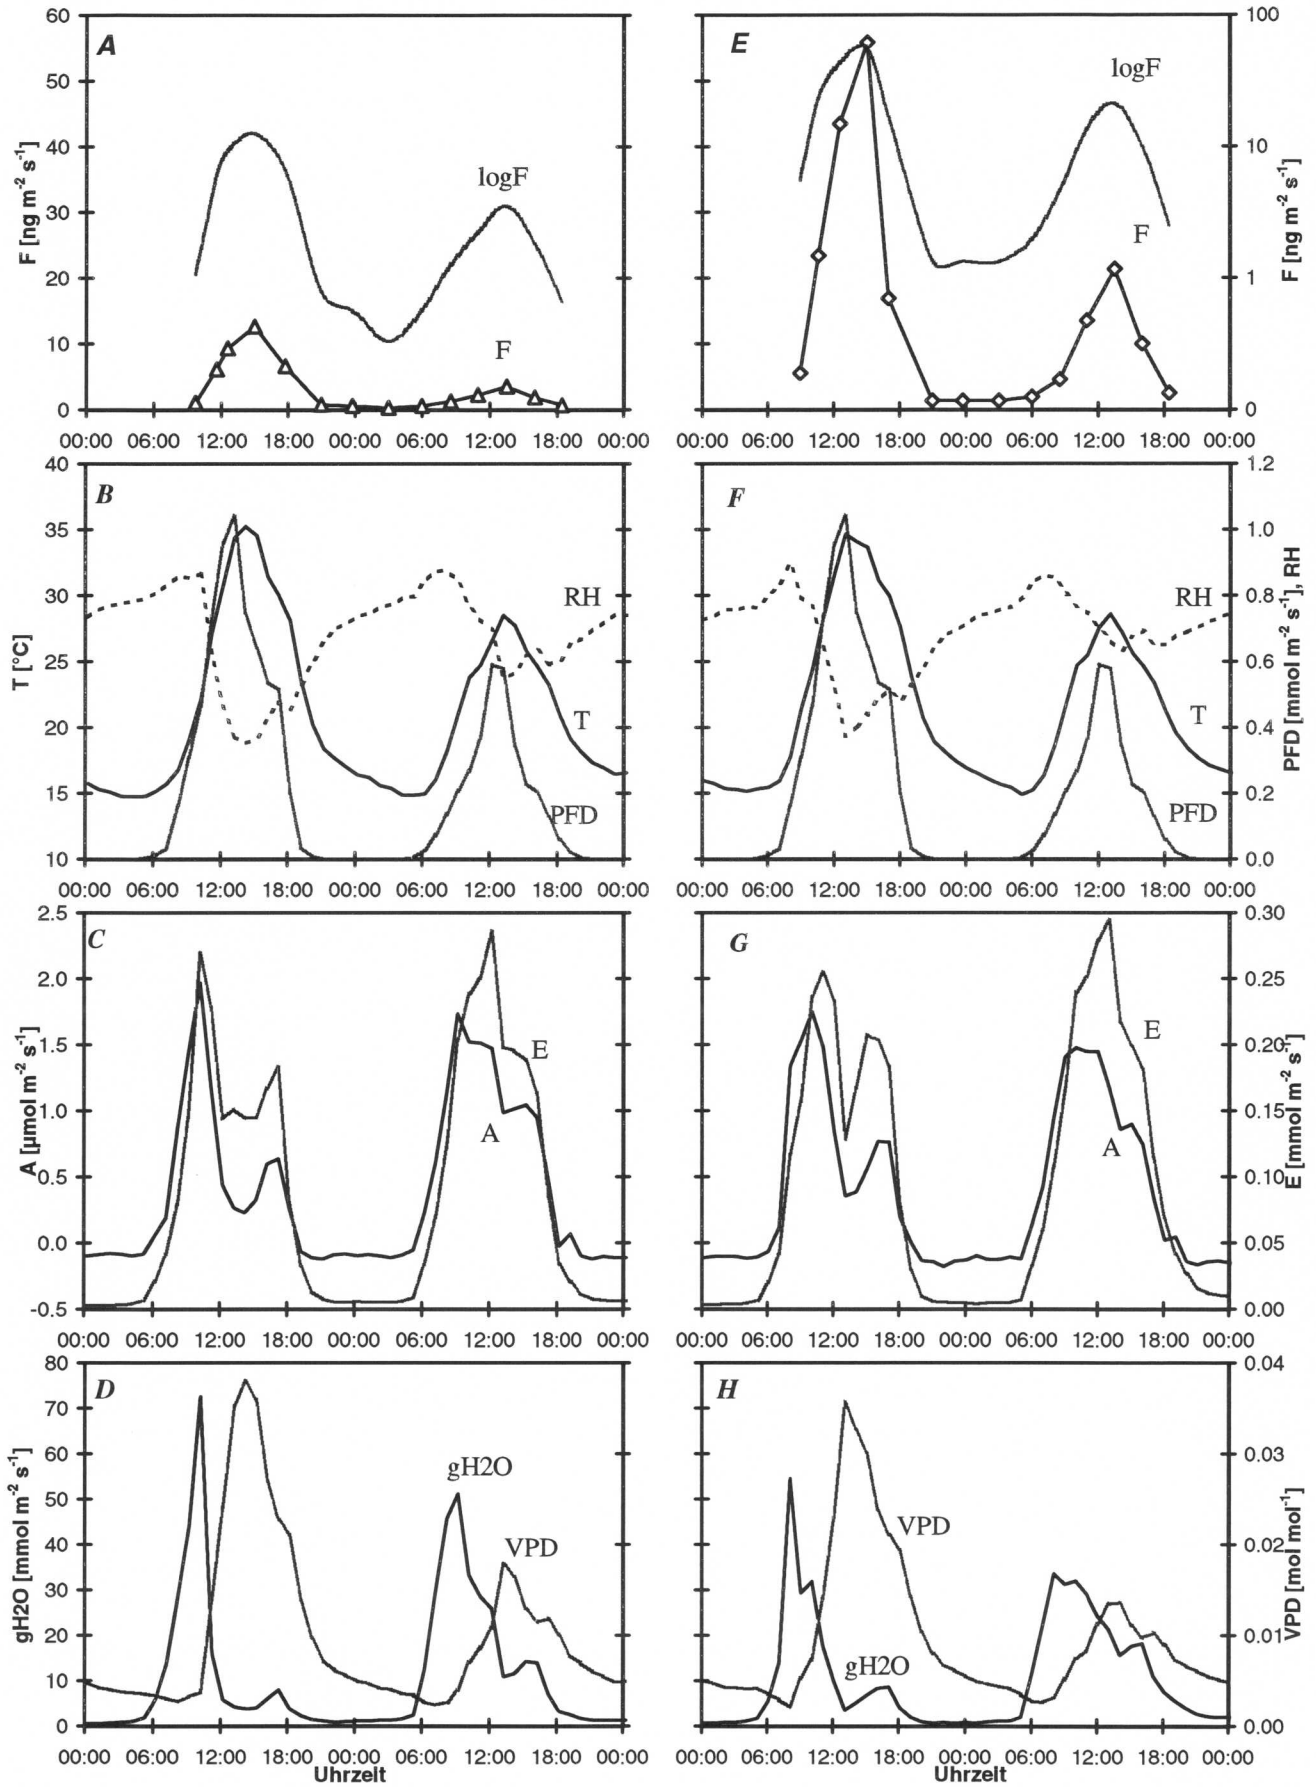 A
E
logF
F
logF
F
F [ng m-2 s-1]
60
50
40
30
20
10
0
100
10
1
0
F [ng m-2 s-1]
00:00 06:00 12:00 18:00 00:00 06:00 12:00 18:00 00:00
00:00 06:00 12:00 18:00 00:00 06:00 12:00 18:00 00:00
B
F
RH
T
PFD
RH
T
PFD
T [°C]
40
35
30
25
20
15
10
1.2
1.0
0.8
0.6
0.4
0.2
0.0
PFD [mmol m-2 s-1], RH
00:00 06:00 12:00 18:00 00:00 06:00 12:00 18:00 00:00
00:00 06:00 12:00 18:00 00:00 06:00 12:00 18:00 00:00
C
G
E
A
E
A
A [µmol m-2 s-1]
2.5
2.0
1.5
1.0
0.5
0.0
-0.5
0.30
0.25
0.20
0.15
0.10
0.05
0.00
E [mmol m-2 s-1]
00:00 06:00 12:00 18:00 00:00 06:00 12:00 18:00 00:00
00:00 06:00 12:00 18:00 00:00 06:00 12:00 18:00 00:00
D
H
gH2O
VPD
VPD
gH2O
gH2O [mmol m-2 s-1]
80
70
60
50
40
30
20
10
0
0.04
0.03
0.02
0.01
0.00
VPD [mol mol-1]
00:00 06:00 12:00 18:00 00:00 06:00 12:00 18:00 00:00
00:00 06:00 12:00 18:00 00:00 06:00 12:00 18:00 00:00
Uhrzeit
Uhrzeit